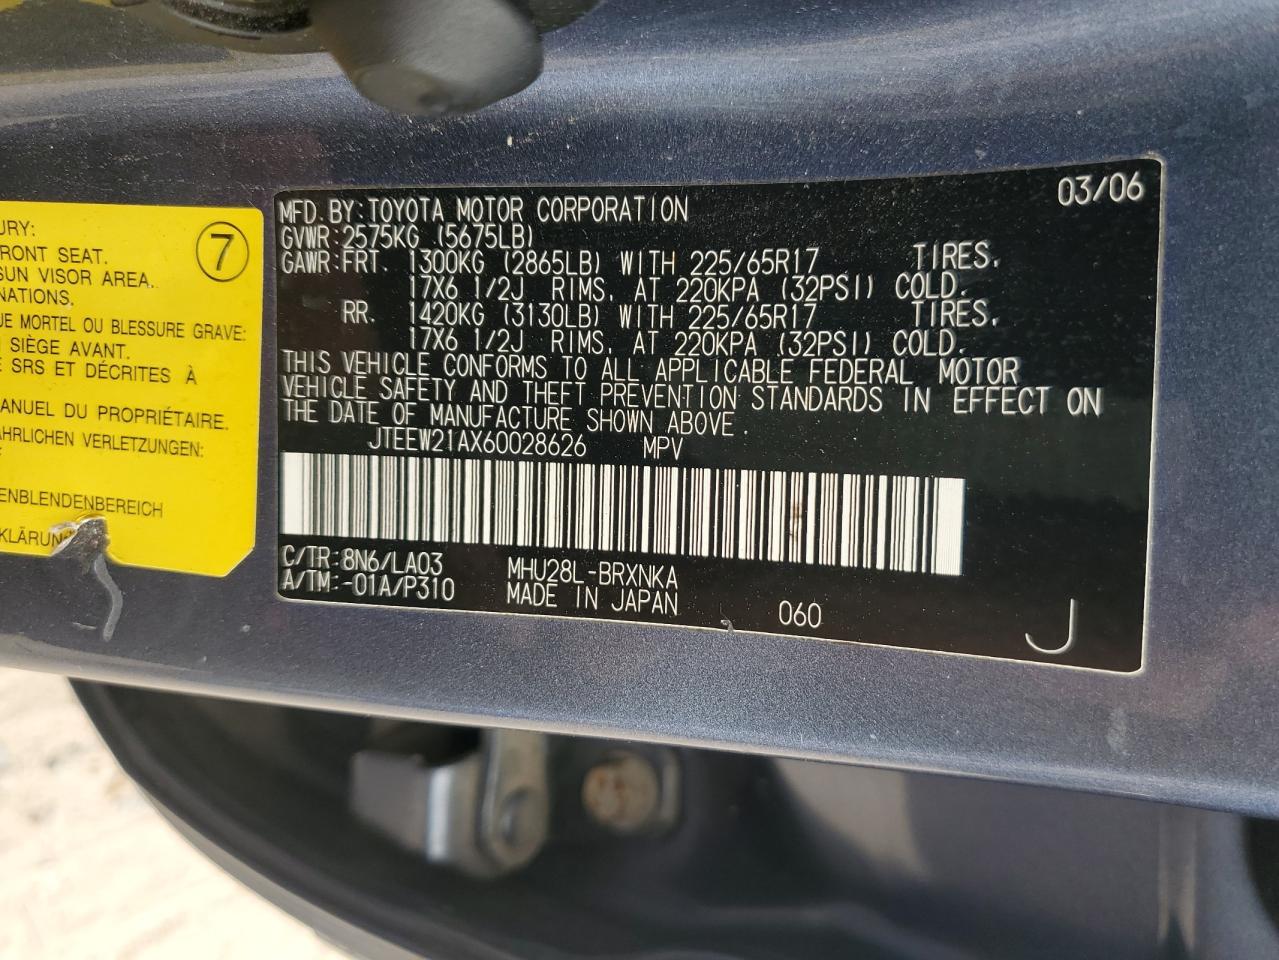 URY:
RONT SEAT.
SUN VISOR AREA.
NATIONS.
UE MORTEL OU BLESSURE GRAVE:
SIÈGE AVANT.
SRS ET DÉCRITES À
ANUEL DU PROPRIÉTAIRE.
ÄHRLICHEN VERLETZUNGEN.
ENBLENDENBEREICH
KLÄRUN
7
03/06
MFD.BY:TOYOTA MOTOR CORPORATION
GVWR:2575KG (5675LB)
GAWR:FRT. 1300KG (2865LB) WITH 225/65R17 TIRES,
17X6 1/2J RIMS, AT 220KPA (32PSI) COLD.
RR. 1420KG (3130LB) WITH 225/65R17 TIRES,
17X6 1/2J RIMS, AT 220KPA (32PSI) COLD.
THIS VEHICLE CONFORMS TO ALL APPLICABLE FEDERAL MOTOR
VEHICLE SAFETY AND THEFT PREVENTION STANDARDS IN EFFECT ON
THE DATE OF MANUFACTURE SHOWN ABOVE.
JTEEW21AX60028626 MPV
C/TR:8N6/LA03 MHU28L-BRXNKA
A/TM:-01A/P310 MADE IN JAPAN 060 J